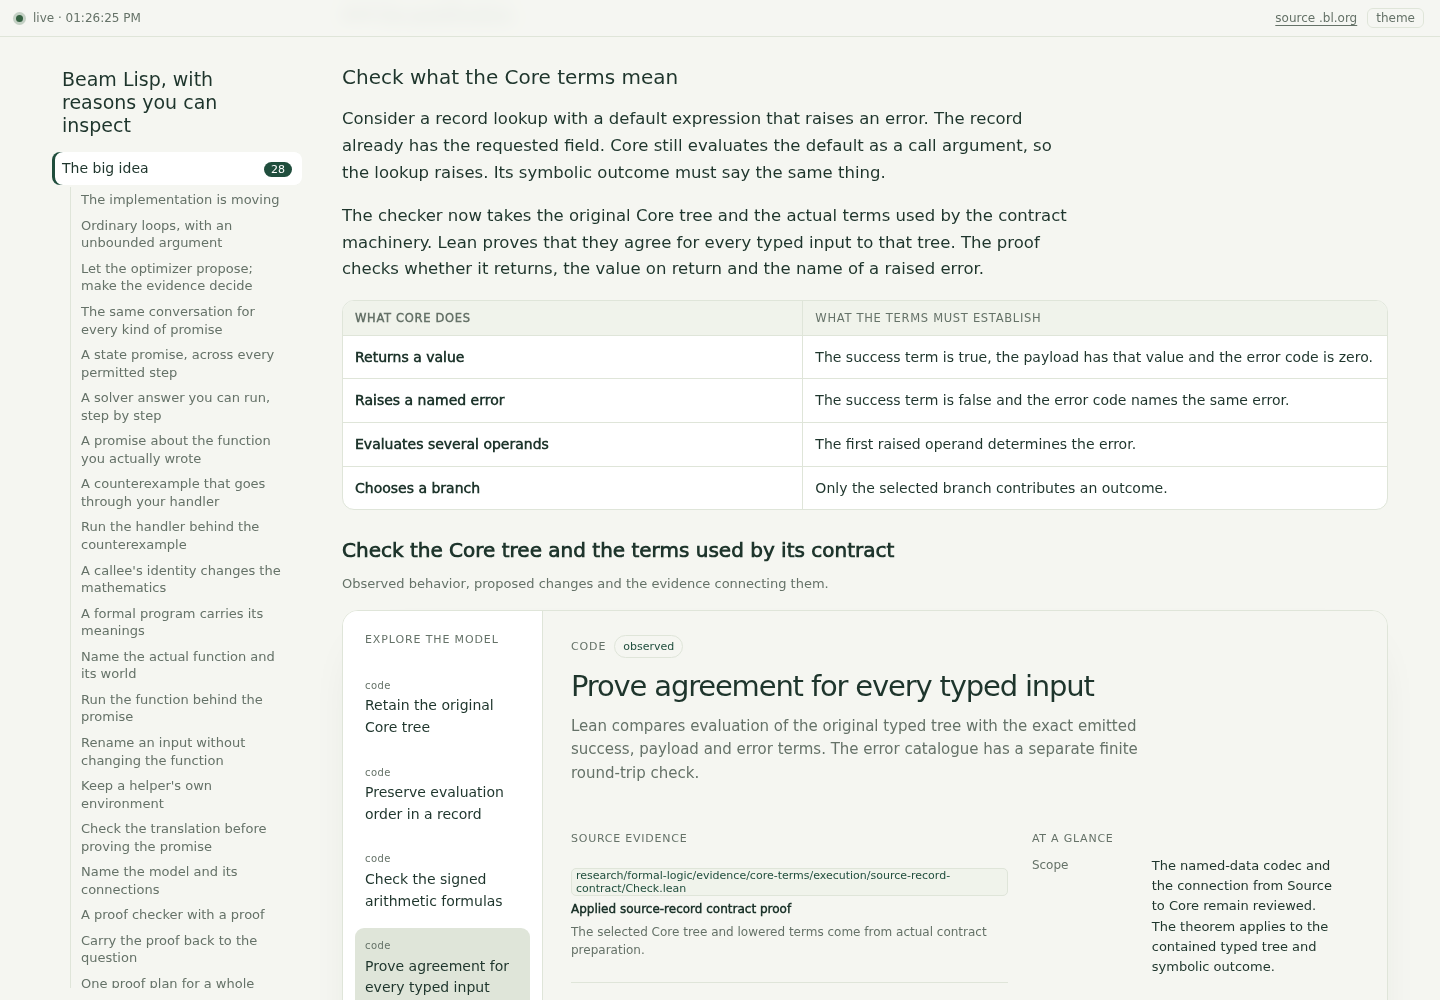 live · 01:26:25 PM
source .bl.org
theme
Beam Lisp, with
reasons you can
inspect
The big idea
28
The implementation is moving
Ordinary loops, with an
unbounded argument
Let the optimizer propose;
make the evidence decide
The same conversation for
every kind of promise
A state promise, across every
permitted step
A solver answer you can run,
step by step
A promise about the function
you actually wrote
A counterexample that goes
through your handler
Run the handler behind the
counterexample
A callee's identity changes the
mathematics
A formal program carries its
meanings
Name the actual function and
its world
Run the function behind the
promise
Rename an input without
changing the function
Keep a helper's own
environment
Check the translation before
proving the promise
Name the model and its
connections
A proof checker with a proof
Carry the proof back to the
question
One proof plan for a whole
Check what the Core terms mean
Consider a record lookup with a default expression that raises an error. The record
already has the requested field. Core still evaluates the default as a call argument, so
the lookup raises. Its symbolic outcome must say the same thing.
The checker now takes the original Core tree and the actual terms used by the contract
machinery. Lean proves that they agree for every typed input to that tree. The proof
checks whether it returns, the value on return and the name of a raised error.
WHAT CORE DOES
WHAT THE TERMS MUST ESTABLISH
Returns a value
The success term is true, the payload has that value and the error code is zero.
Raises a named error
The success term is false and the error code names the same error.
Evaluates several operands
The first raised operand determines the error.
Chooses a branch
Only the selected branch contributes an outcome.
Check the Core tree and the terms used by its contract
Observed behavior, proposed changes and the evidence connecting them.
EXPLORE THE MODEL
code
Retain the original
Core tree
code
Preserve evaluation
order in a record
code
Check the signed
arithmetic formulas
code
Prove agreement for
every typed input
CODE
observed
Prove agreement for every typed input
Lean compares evaluation of the original typed tree with the exact emitted
success, payload and error terms. The error catalogue has a separate finite
round-trip check.
SOURCE EVIDENCE
research/formal-logic/evidence/core-terms/execution/source-record-
contract/Check.lean
Applied source-record contract proof
The selected Core tree and lowered terms come from actual contract
preparation.
AT A GLANCE
Scope
The named-data codec and
the connection from Source
to Core remain reviewed.
The theorem applies to the
contained typed tree and
symbolic outcome.